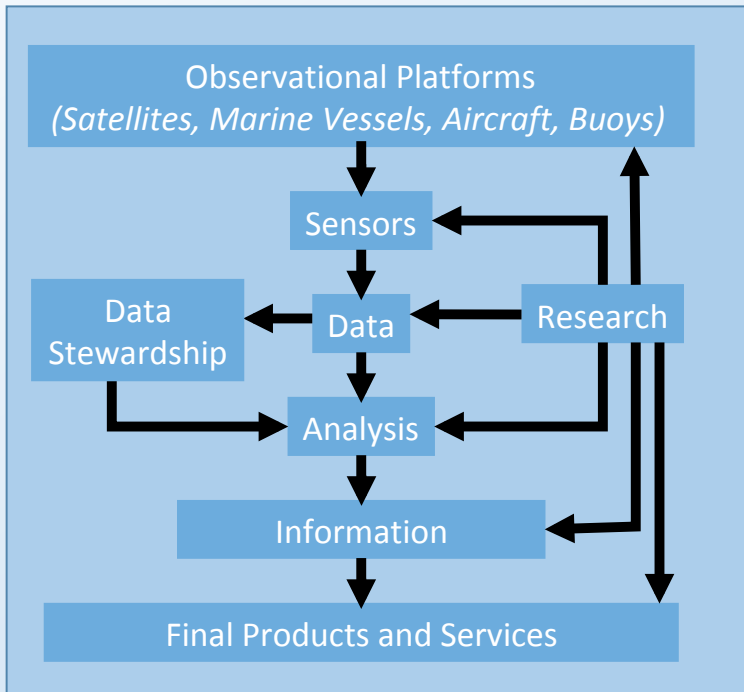 Observational Platforms
(Satellites, Marine Vessels, Aircraft, Buoys)
Sensors
Data
Stewardship
Data
Research
Analysis
Information
Final Products and Services